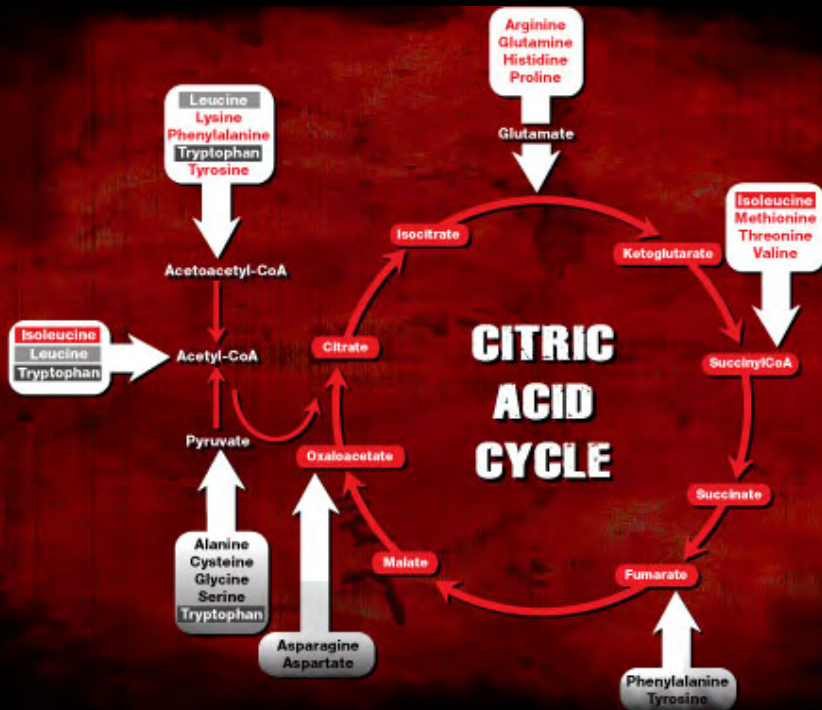 Arginine
Glutamine
Histidine
Proline
Glutamate
Leucine
Lysine
Phenylalanine
Tryptophan
Tyrosine
Acetoacetyl-CoA
Isoleucine
Leucine
Tryptophan
Acetyl-CoA
Pyruvate
Alanine
Cysteine
Glycine
Serine
Tryptophan
Asparagine
Aspartate
Isocitrate
Ketoglutarate
Isoleucine
Methionine
Threonine
Valine
Citrate
CITRIC
ACID
CYCLE
SuccinylCoA
Oxaloacetate
Succinate
Malate
Fumarate
Phenylalanine
Tyrosine